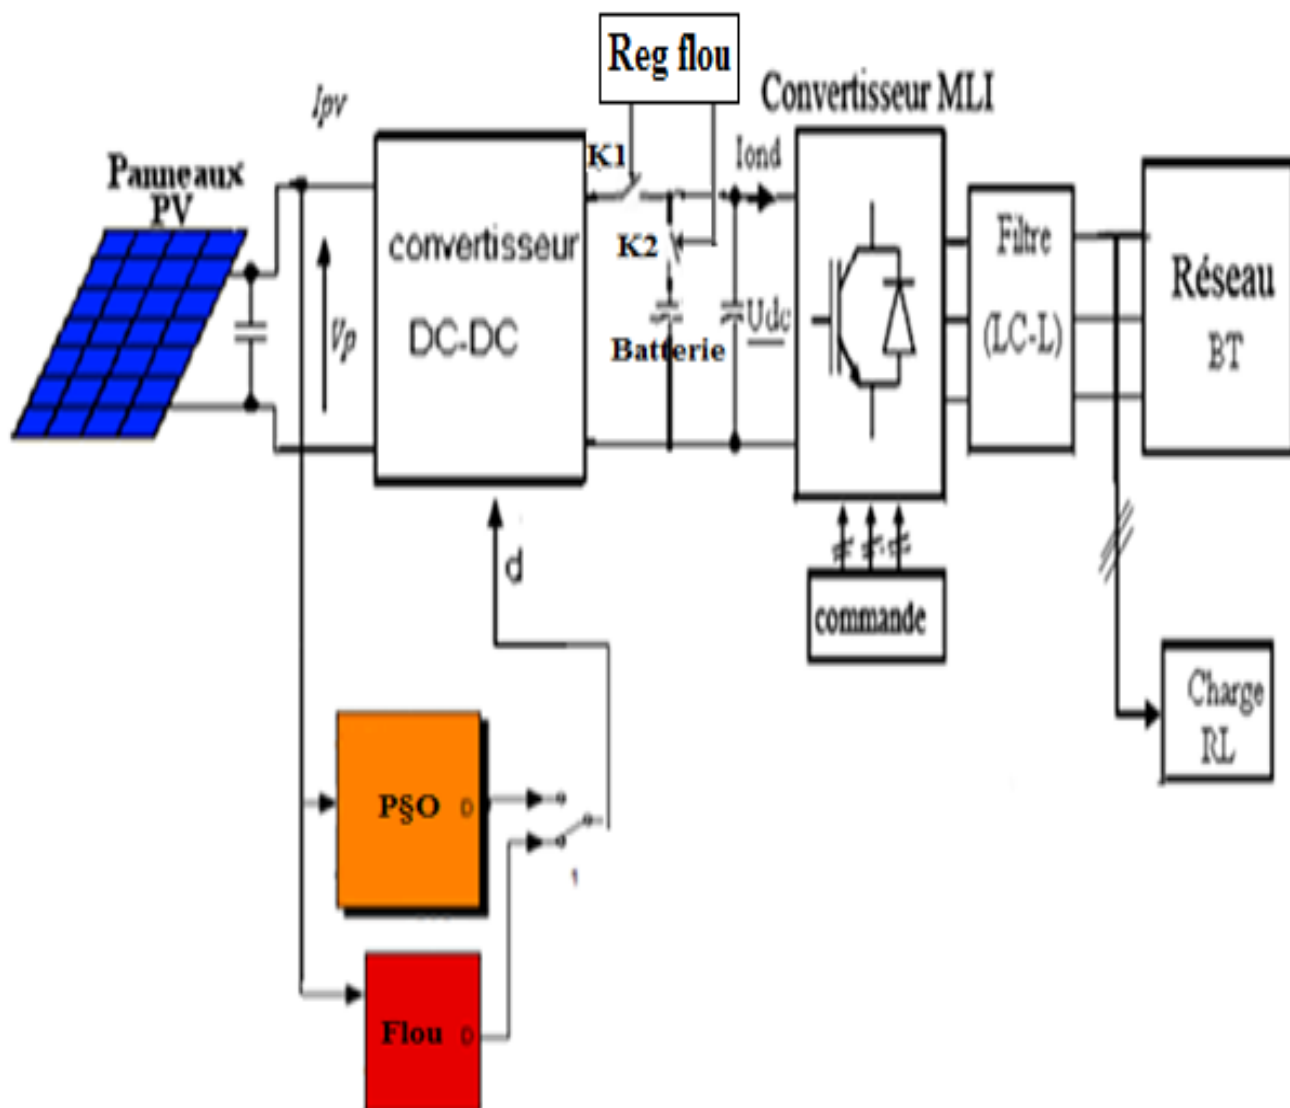 Reg flou
Convertisseur MLI
Ipv
K1
Iond
Panneaux
PV
convertisseur
DC-DC
Vp
K2
Batterie
Udc
Filtre
(LC-L)
Réseau
BT
d
commande
Charge
RL
P§O D
1
Flou D